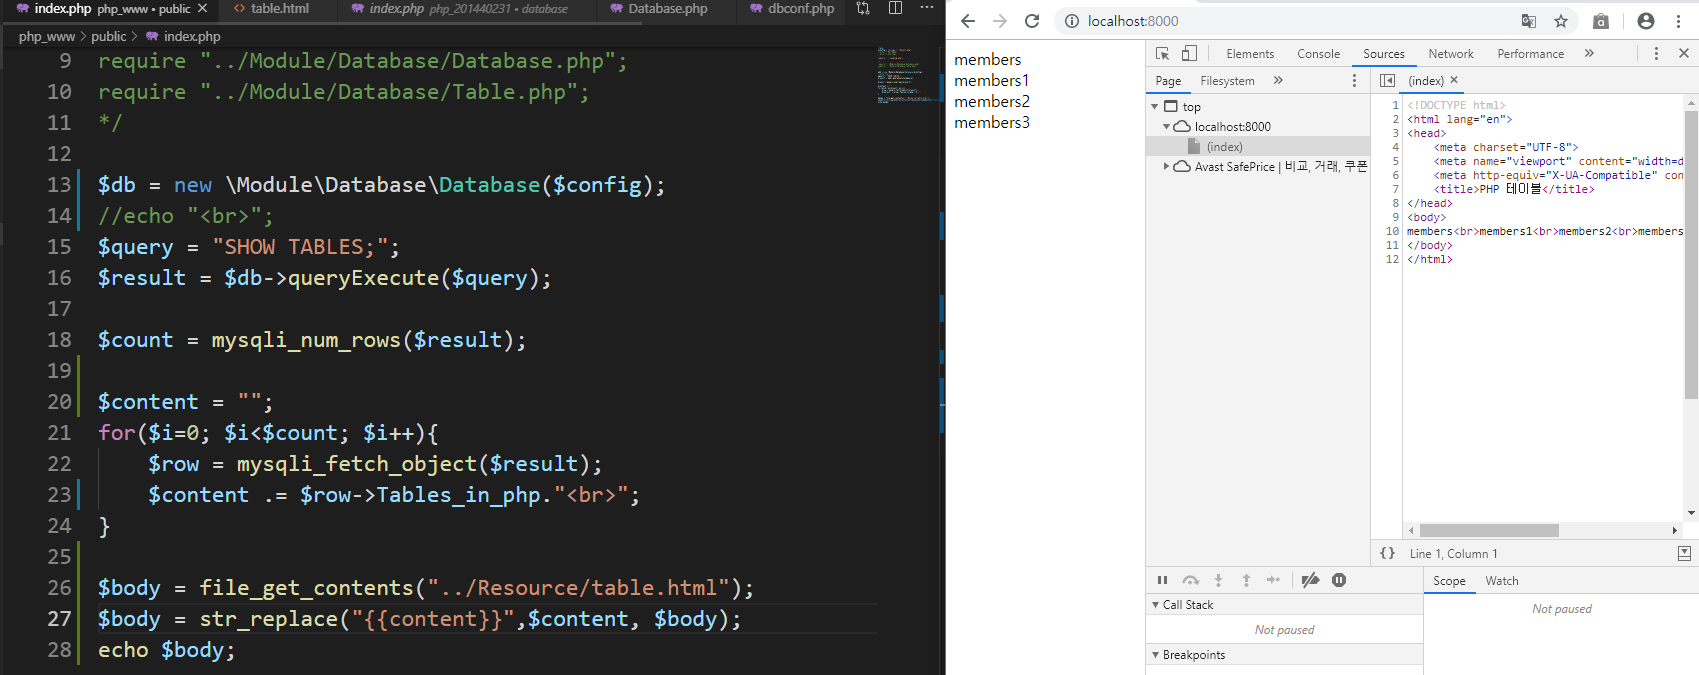 index.php php_www • public
table.html
index.php php_201440231 • database
Database.php
dbconf.php
php_www > public > index.php
9 require "../Module/Database/Database.php";
10 require "../Module/Database/Table.php";
11 */
12
13 $db = new \Module\Database\Database($config);
14 //echo "<br>";
15 $query = "SHOW TABLES;";
16 $result = $db->queryExecute($query);
17
18 $count = mysqli_num_rows($result);
19
20 $content = "";
21 for($i=0; $i<$count; $i++){
22 $row = mysqli_fetch_object($result);
23 $content .= $row->Tables_in_php."<br>";
24 }
25
26 $body = file_get_contents("../Resource/table.html");
27 $body = str_replace("{{content}}",$content, $body);
28 echo $body;
localhost:8000
members
members1
members2
members3
Elements Console Sources Network Performance
Page Filesystem
top
localhost:8000
(index)
Avast SafePrice | 비교, 거래, 쿠폰
(index)
1 <!DOCTYPE html>
2 <html lang="en">
3 <head>
4 <meta charset="UTF-8">
5 <meta name="viewport" content="width=d
6 <meta http-equiv="X-UA-Compatible" con
7 <title>PHP 테이블</title>
8 </head>
9 <body>
10 members<br>members1<br>members2<br>members
11 </body>
12 </html>
{} Line 1, Column 1
Scope Watch
Not paused
Call Stack
Not paused
Breakpoints